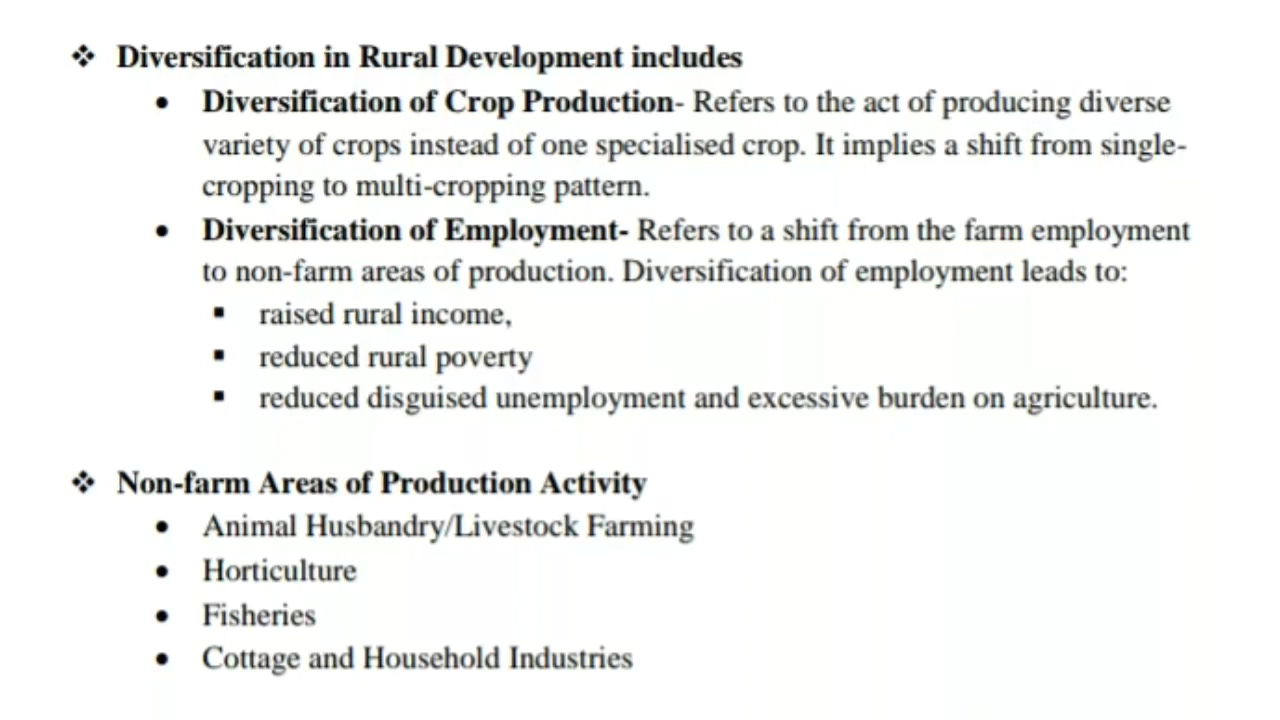 ❖ Diversification in Rural Development includes
• Diversification of Crop Production- Refers to the act of producing diverse
variety of crops instead of one specialised crop. It implies a shift from single-
cropping to multi-cropping pattern.
• Diversification of Employment- Refers to a shift from the farm employment
to non-farm areas of production. Diversification of employment leads to:
▪ raised rural income,
▪ reduced rural poverty
▪ reduced disguised unemployment and excessive burden on agriculture.
❖ Non-farm Areas of Production Activity
• Animal Husbandry/Livestock Farming
• Horticulture
• Fisheries
• Cottage and Household Industries